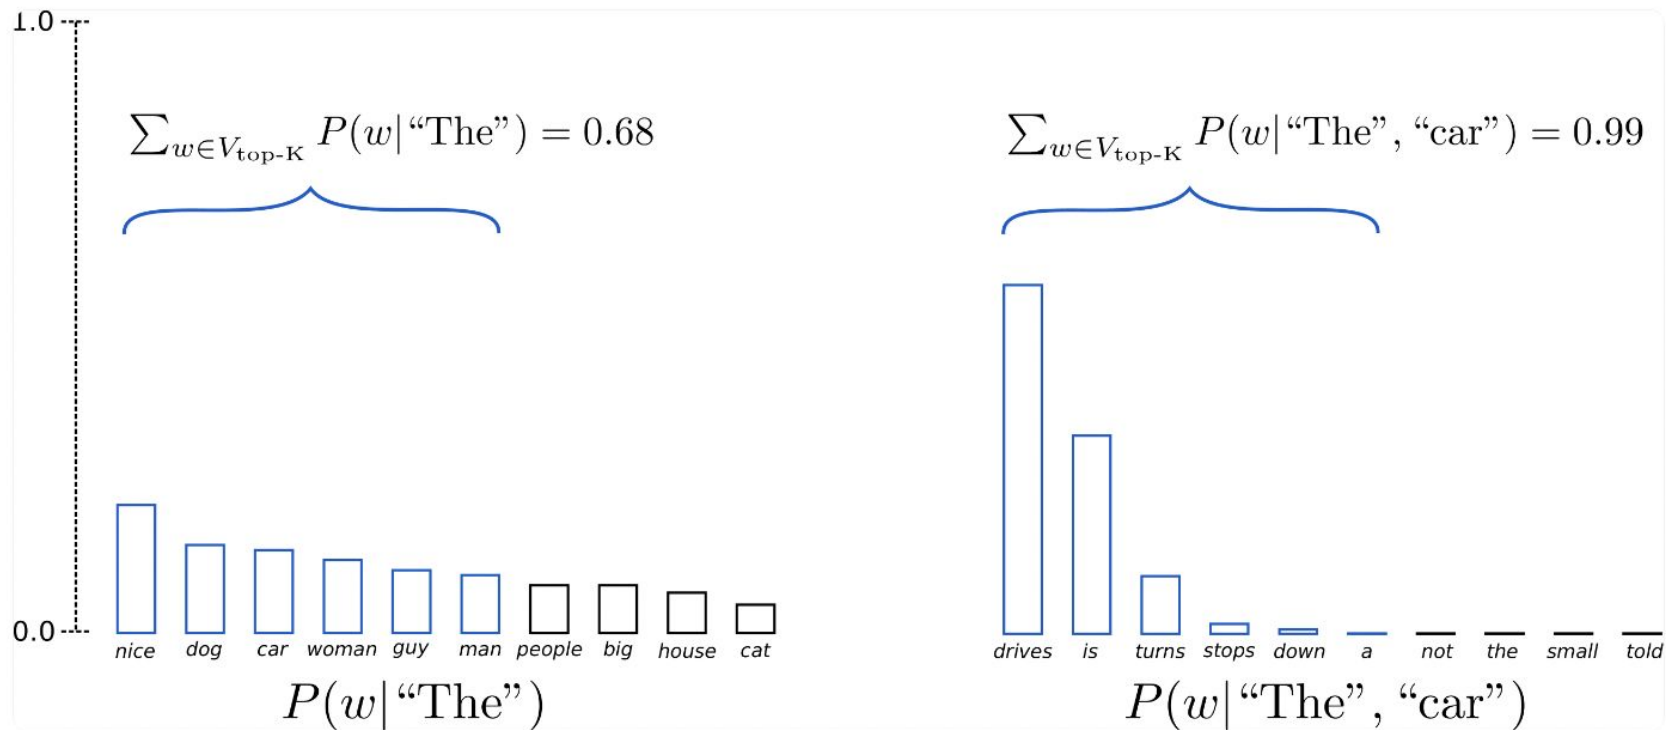 1.0
∑w∈Vtop-K P(w|“The”) = 0.68
∑w∈Vtop-K P(w|“The”, “car”) = 0.99
0.0
nice dog car woman guy man people big house cat
drives is turns stops down a not the small told
P(w|“The”)
P(w|“The”, “car”)